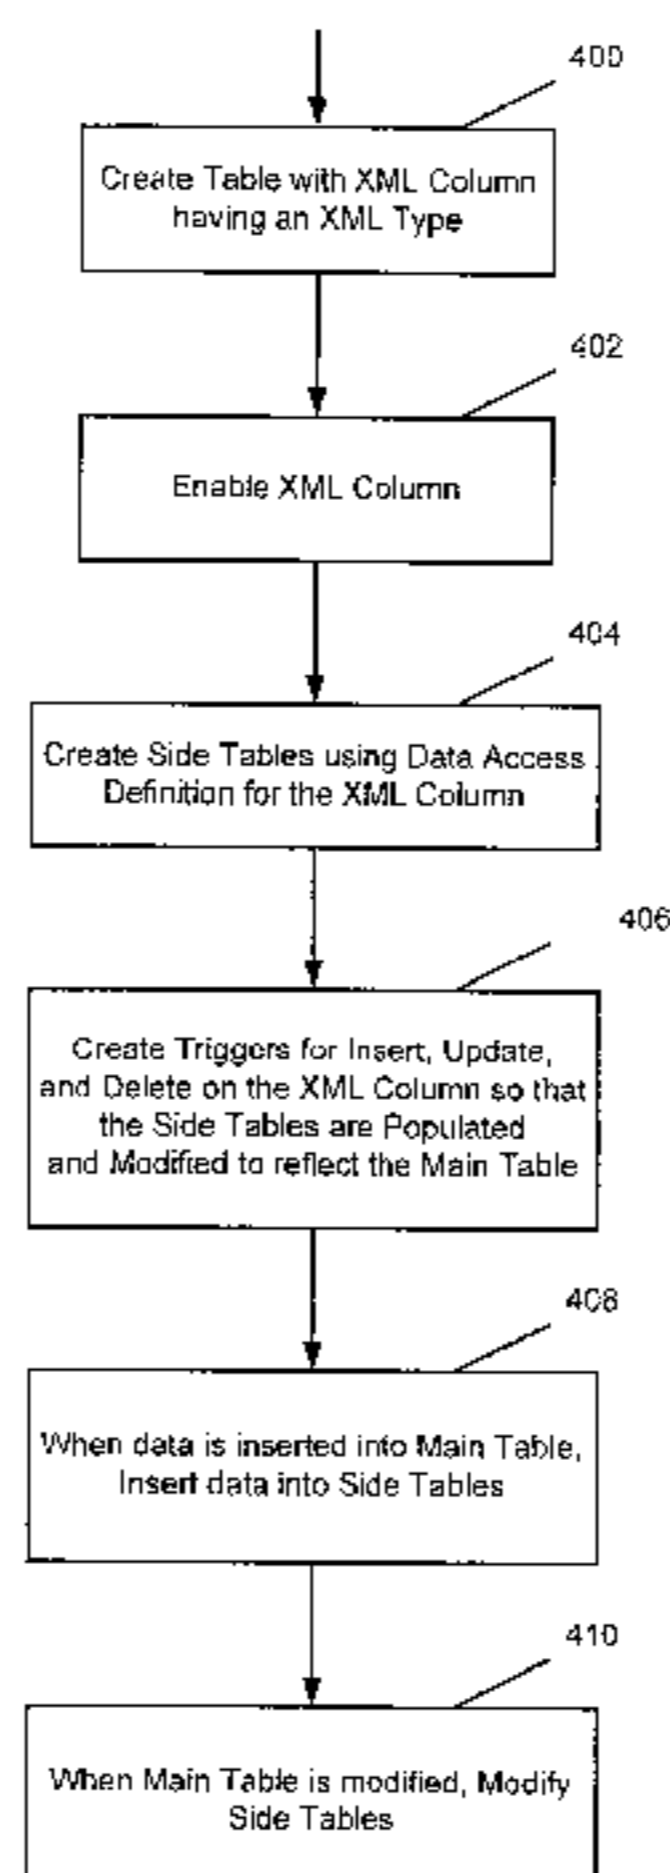 400
Create Table with XML Column
having an XML Type
402
Enable XML Column
404
Create Side Tables using Data Access
Definition for the XML Column
406
Create Triggers for Insert, Update,
and Delete on the XML Column so that
the Side Tables are Populated
and Modified to reflect the Main Table
408
When data is inserted into Main Table,
Insert data into Side Tables
410
When Main Table is modified, Modify
Side Tables